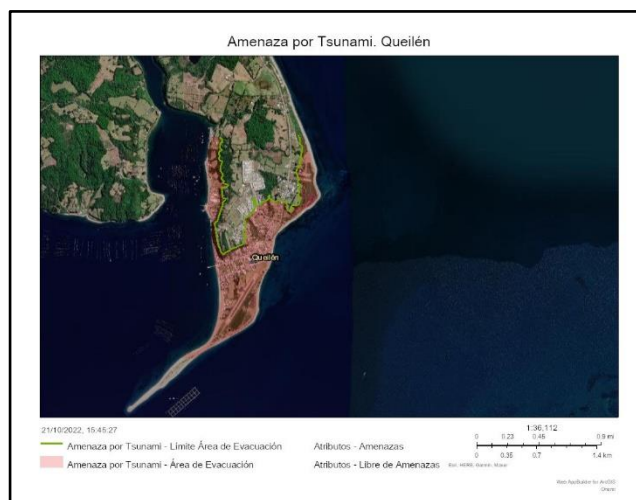 Amenaza por Tsunami. Queilén
Queilén
21/10/2022, 15:45:27
Amenaza por Tsunami - Límite Área de Evacuación
Amenaza por Tsunami - Área de Evacuación
Atributos - Amenazas
Atributos - Libre de Amenazas
1:36,112
0 0.23 0.45 0.9 mi
0 0.35 0.7 1.4 km
Esri, HERE, Garmin, Maxar
Web AppBuilder for ArcGIS